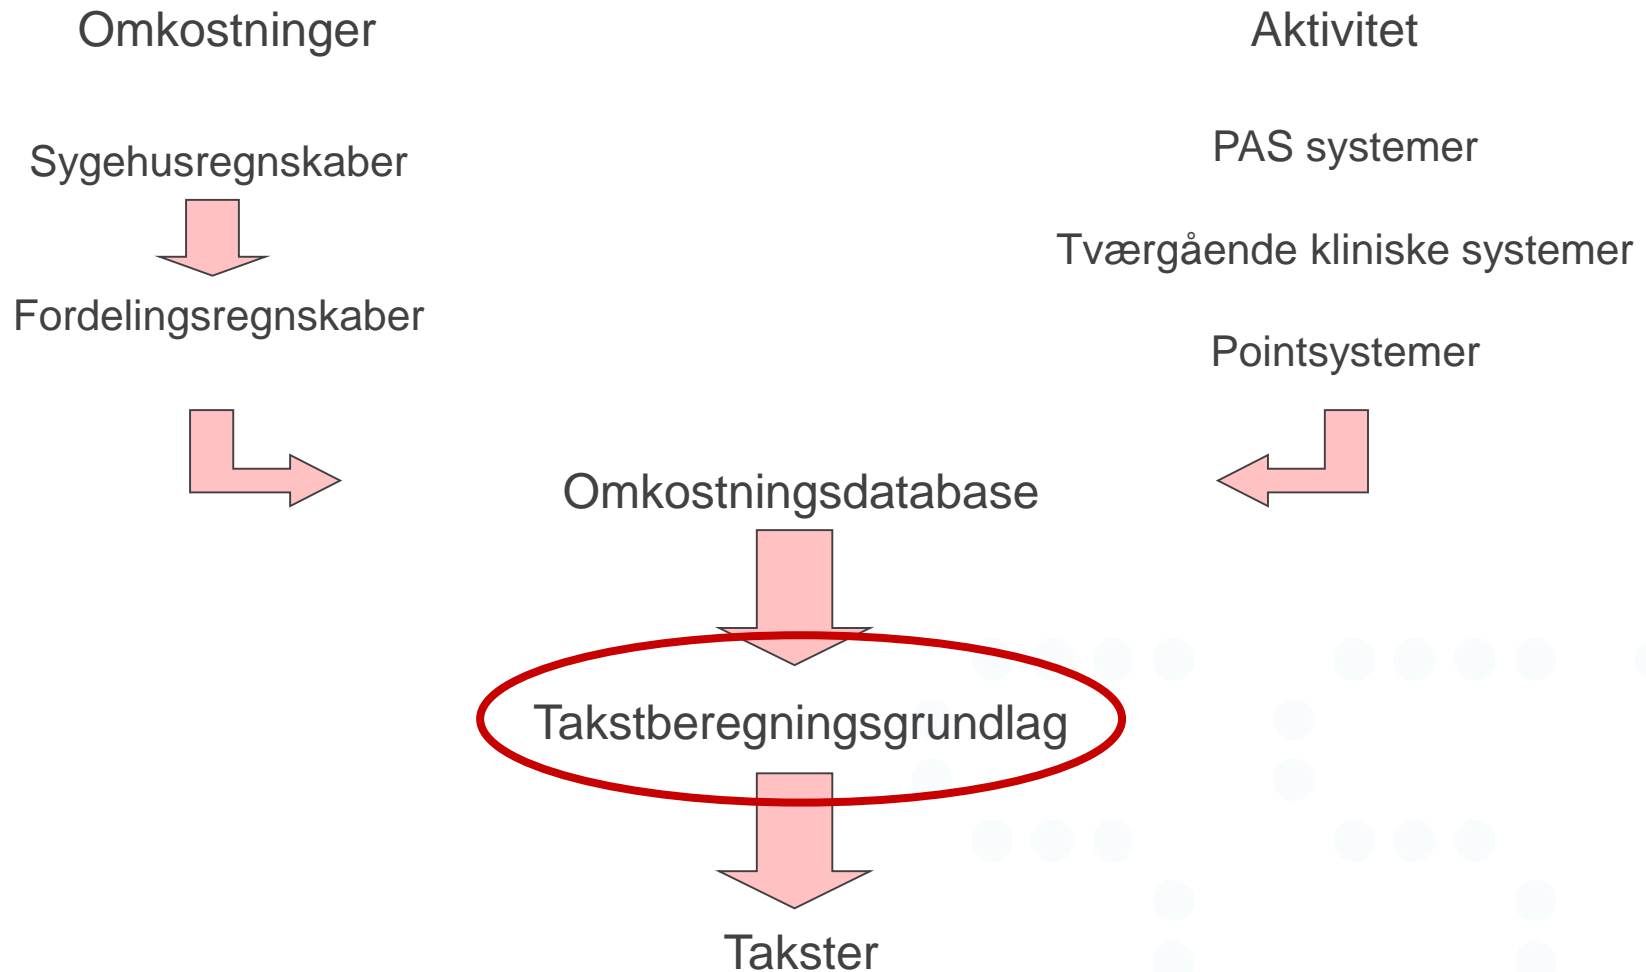 Omkostninger
Aktivitet
Sygehusregnskaber
PAS systemer
Tværgående kliniske systemer
Fordelingsregnskaber
Pointsystemer
Omkostningsdatabase
Takstberegningsgrundlag
Takster